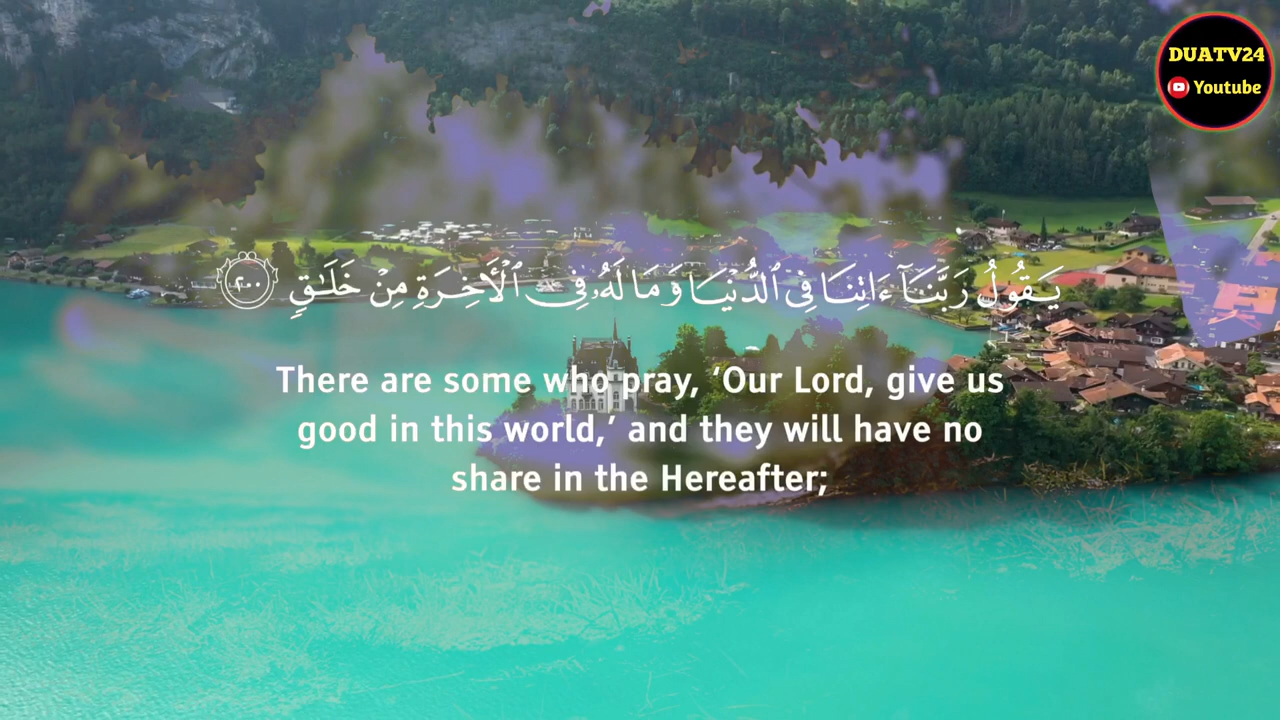 DUATV24
Youtube
يَقُولُ رَبَّنَآ ءَاتِنَا فِى ٱلدُّنْيَا وَمَا لَهُۥ فِى ٱلْأَخِرَةِ مِنْ خَلَـٰقٍ ٢٠٠
There are some who pray, ‘Our Lord, give us
good in this world,’ and they will have no
share in the Hereafter;